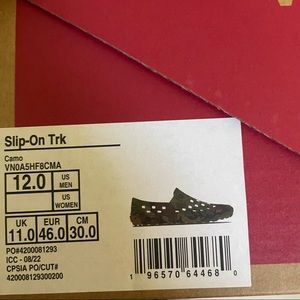 Slip-On Trk
Camo
VN0A5HF8CMA
12.0 US MEN
US WOMEN
UK EUR CM
11.0 46.0 30.0
PO#4200081293
ICC - 08/22
CPSIA PO/CUT#
420008129300200
1 96570 64468 0